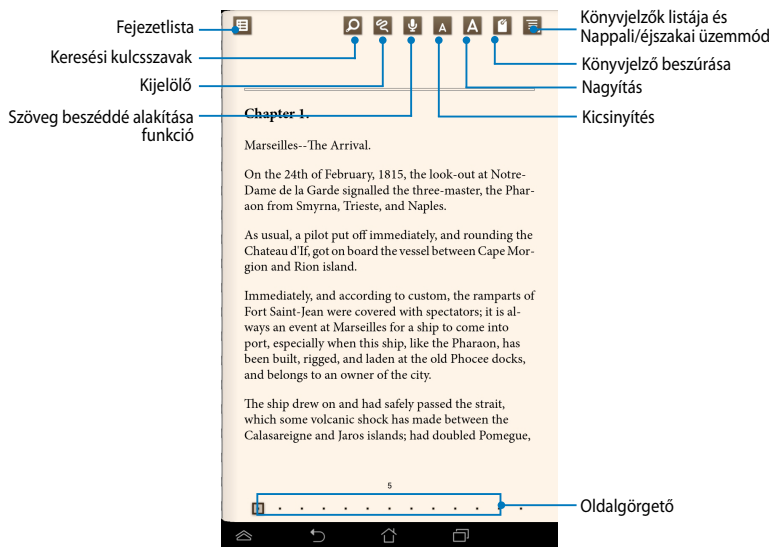 Fejezetlista
Keresési kulcsszavak
Kijelölő
Szöveg beszéddé alakítása
funkció
Könyvjelzők listája és
Nappali/éjszakai üzemmód
Könyvjelző beszúrása
Nagyítás
Kicsinyítés
A
A
Chapter 1.
Marseilles--The Arrival.
On the 24th of February, 1815, the look-out at Notre-
Dame de la Garde signalled the three-master, the Phar-
aon from Smyrna, Trieste, and Naples.
As usual, a pilot put off immediately, and rounding the
Chateau d'If, got on board the vessel between Cape Mor-
gion and Rion island.
Immediately, and according to custom, the ramparts of
Fort Saint-Jean were covered with spectators; it is al-
ways an event at Marseilles for a ship to come into
port, especially when this ship, like the Pharaon, has
been built, rigged, and laden at the old Phocee docks,
and belongs to an owner of the city.
The ship drew on and had safely passed the strait,
which some volcanic shock has made between the
Calasareigne and Jaros islands; had doubled Pomegue,
5
Oldalgörgető